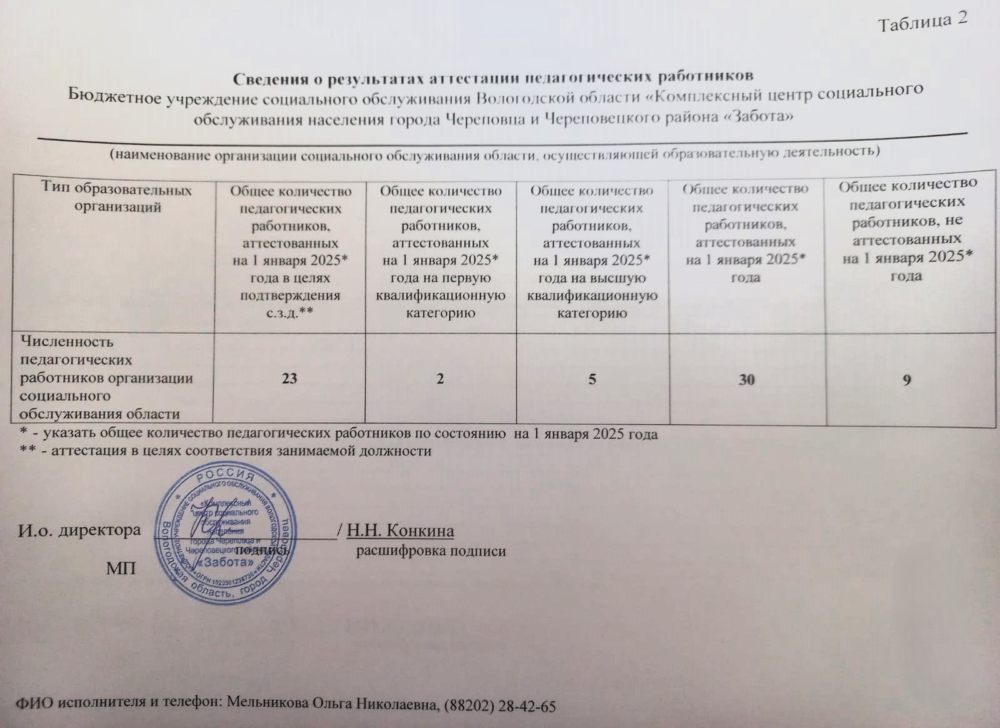 Таблица 2
Сведения о результатах аттестации педагогических работников
Бюджетное учреждение социального обслуживания Вологодской области «Комплексный центр социального
обслуживания населения города Череповца и Череповецкого района «Забота»
(наименование организации социального обслуживания области, осуществляющей образовательную деятельность)
Тип образовательных
организаций
Общее количество
педагогических
работников,
аттестованных
на 1 января 2025*
года в целях
подтверждения
с.з.д.**
Общее количество
педагогических
работников,
аттестованных
на 1 января 2025*
года на первую
квалификационную
категорию
Общее количество
педагогических
работников,
аттестованных
на 1 января 2025*
года на высшую
квалификационную
категорию
Общее количество
педагогических
работников,
аттестованных
на 1 января 2025*
года
Общее количество
педагогических
работников, не
аттестованных
на 1 января 2025*
года
Численность
педагогических
работников организации
социального
обслуживания области
23
2
5
30
9
* - указать общее количество педагогических работников по состоянию на 1 января 2025 года
** - аттестация в целях соответствия занимаемой должности
И.о. директора
/ Н.Н. Конкина
подпись
расшифровка подписи
МП
РОССИЯ
Вологодская область, город Череповец
БЮДЖЕТНОЕ УЧРЕЖДЕНИЕ СОЦИАЛЬНОГО ОБСЛУЖИВАНИЯ ВОЛОГОДСКОЙ ОБЛАСТИ
«Комплексный
центр социального
обслуживания
населения
города Череповца и
Череповецкого района
«Забота»
ФИО исполнителя и телефон: Мельникова Ольга Николаевна, (88202) 28-42-65